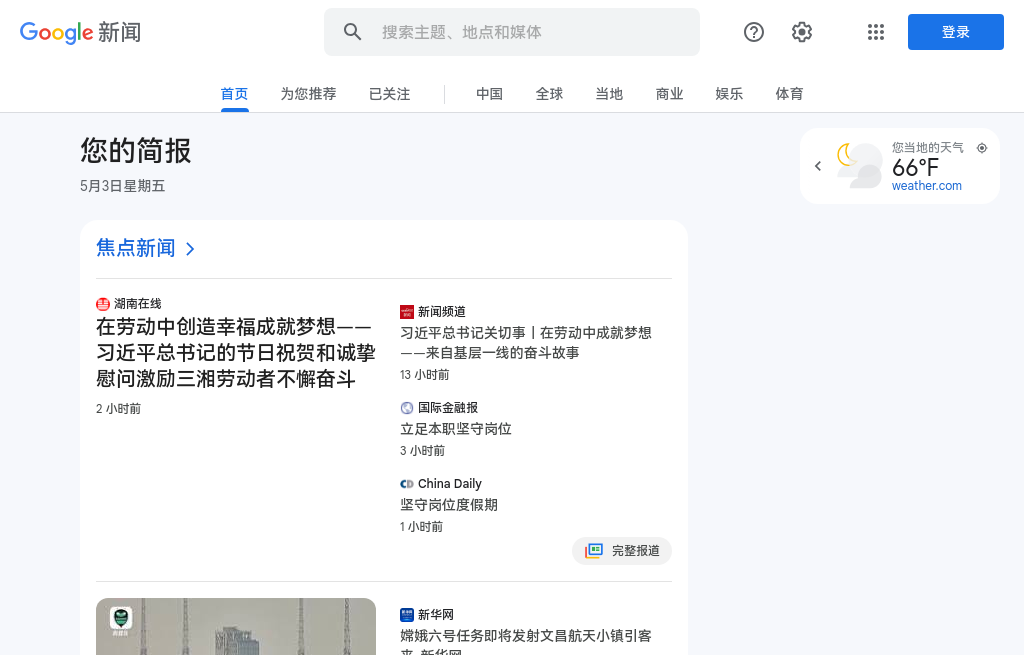 Google 新闻
搜索主题、地点和媒体
登录
首页
为您推荐
已关注
中国
全球
当地
商业
娱乐
体育
您的简报
5月3日星期五
您当地的天气
66°F
weather.com
焦点新闻
湖南在线
在劳动中创造幸福成就梦想——
习近平总书记的节日祝贺和诚挚
慰问激励三湘劳动者不懈奋斗
2 小时前
新闻频道
习近平总书记关切事丨在劳动中成就梦想
——来自基层一线的奋斗故事
13 小时前
国际金融报
立足本职坚守岗位
3 小时前
China Daily
坚守岗位度假期
1 小时前
完整报道
新华网
嫦娥六号任务即将发射文昌航天小镇引客
来-新华网